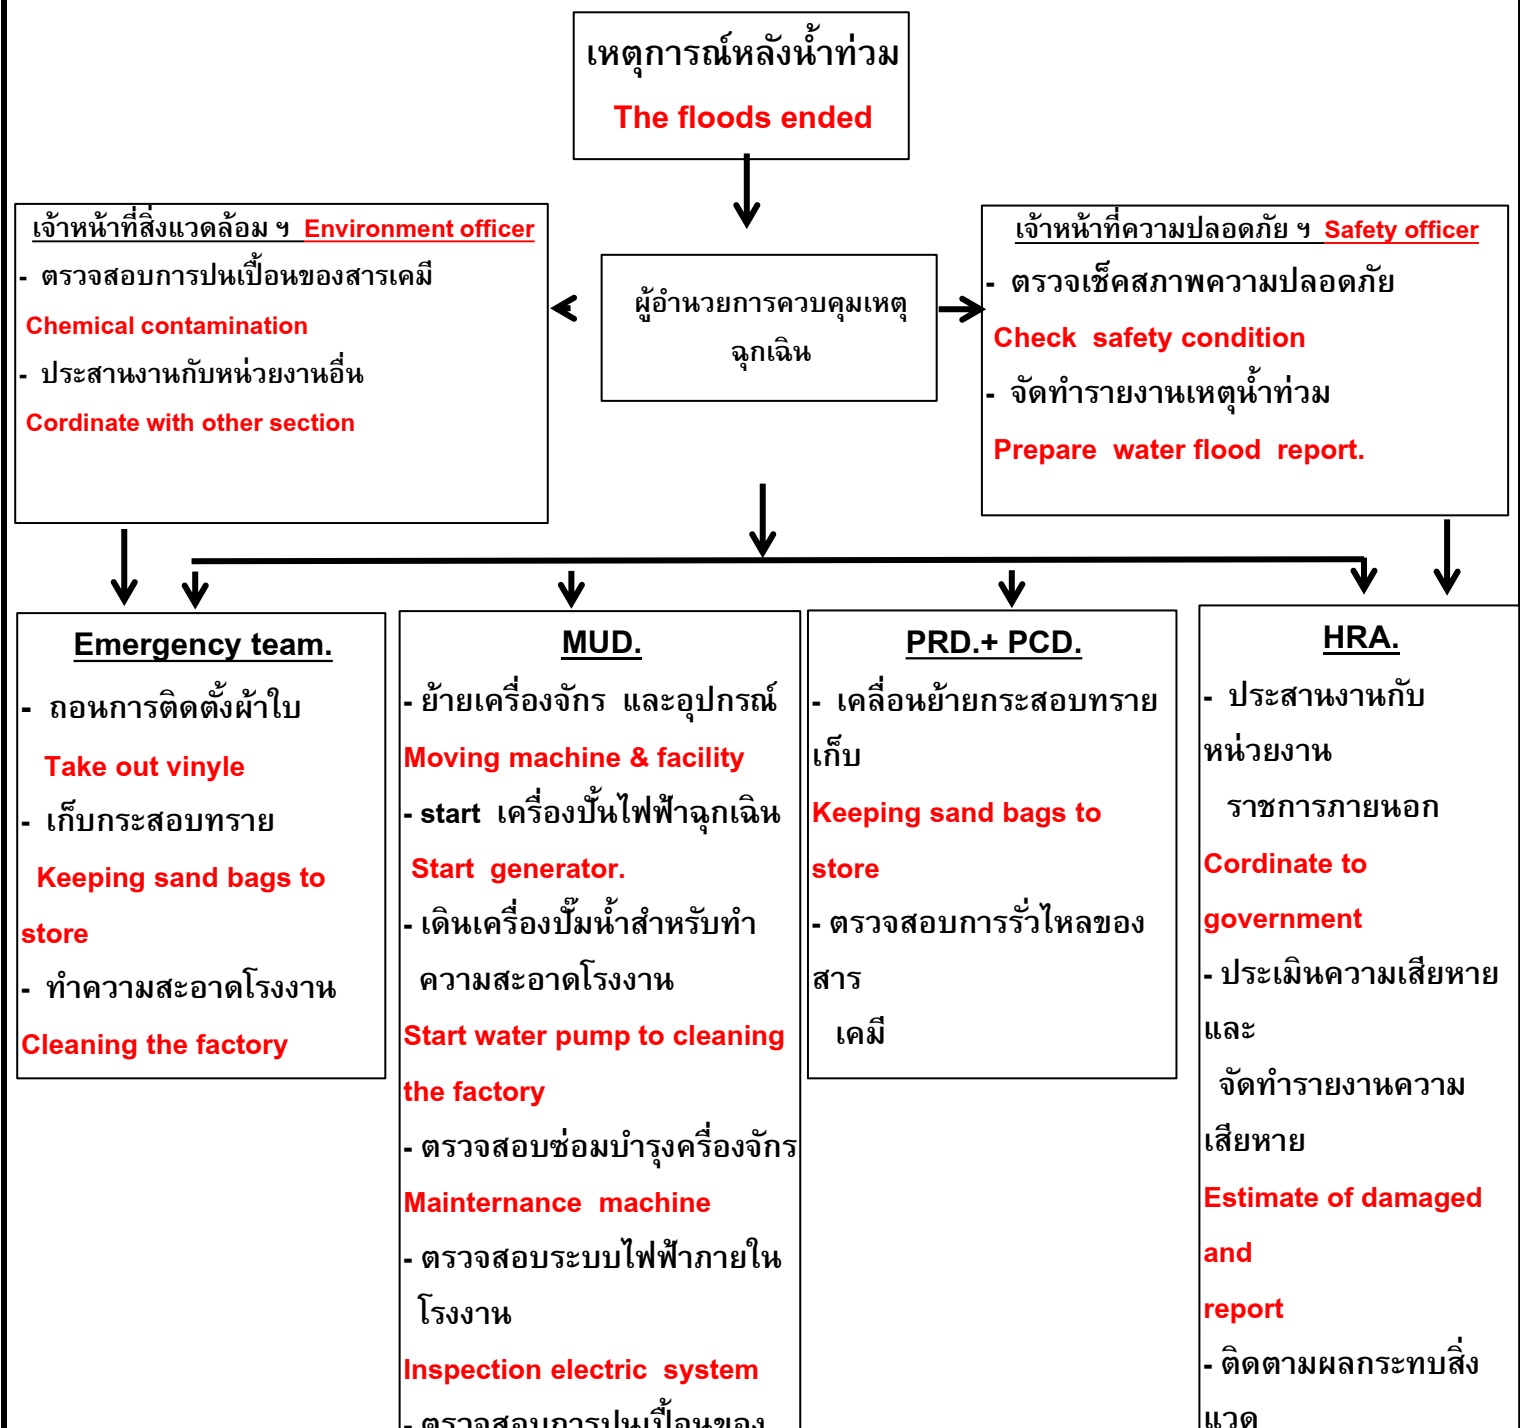 เหตุการณ์หลังน้ำท่วม
The floods ended
เจ้าหน้าที่สิ่งแวดล้อม ฯ Environment officer
- ตรวจสอบการปนเปื้อนของสารเคมี
Chemical contamination
- ประสานงานกับหน่วยงานอื่น
Cordinate with other section
ผู้อำนวยการควบคุมเหตุ
ฉุกเฉิน
เจ้าหน้าที่ความปลอดภัย ฯ Safety officer
- ตรวจเช็คสภาพความปลอดภัย
Check safety condition
- จัดทำรายงานเหตุน้ำท่วม
Prepare water flood report.
Emergency team.
- ถอนการติดตั้งผ้าใบ
Take out vinyle
- เก็บกระสอบทราย
Keeping sand bags to
store
- ทำความสะอาดโรงงาน
Cleaning the factory
MUD.
- ย้ายเครื่องจักร และอุปกรณ์
Moving machine & facility
- start เครื่องปั้นไฟฟ้าฉุกเฉิน
Start generator.
- เดินเครื่องปั๊มน้ำสำหรับทำ
ความสะอาดโรงงาน
Start water pump to cleaning
the factory
- ตรวจสอบซ่อมบำรุงครื่องจักร
Mainternance machine
- ตรวจสอบระบบไฟฟ้าภายใน
โรงงาน
Inspection electric system
- ตรวจสอบการปนเปื้อนของ
PRD.+ PCD.
- เคลื่อนย้ายกระสอบทราย
เก็บ
Keeping sand bags to
store
- ตรวจสอบการรั่วไหลของ
สาร
เคมี
HRA.
- ประสานงานกับ
หน่วยงาน
ราชการภายนอก
Cordinate to
government
- ประเมินความเสียหาย
และ
จัดทำรายงานความ
เสียหาย
Estimate of damaged
and
report
- ติดตามผลกระทบสิ่ง
แวด